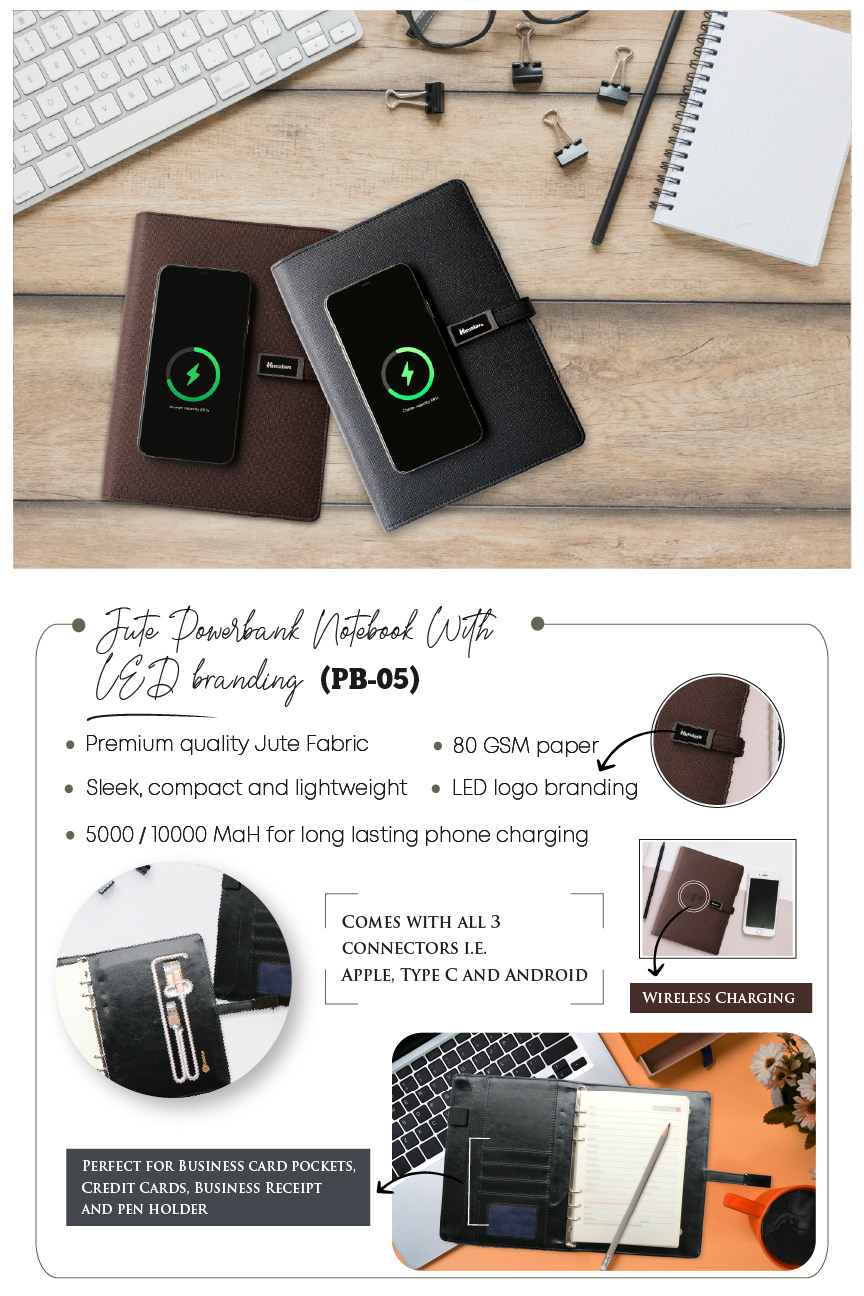 Jute Powerbank Notebook With
LED branding (PB-05)
Premium quality Jute Fabric
80 GSM paper
Sleek, compact and lightweight
LED logo branding
5000 / 10000 MaH for long lasting phone charging
Comes with all 3
connectors i.e.
Apple, Type C and Android
Wireless Charging
Perfect for Business card pockets,
Credit Cards, Business Receipt
and pen holder